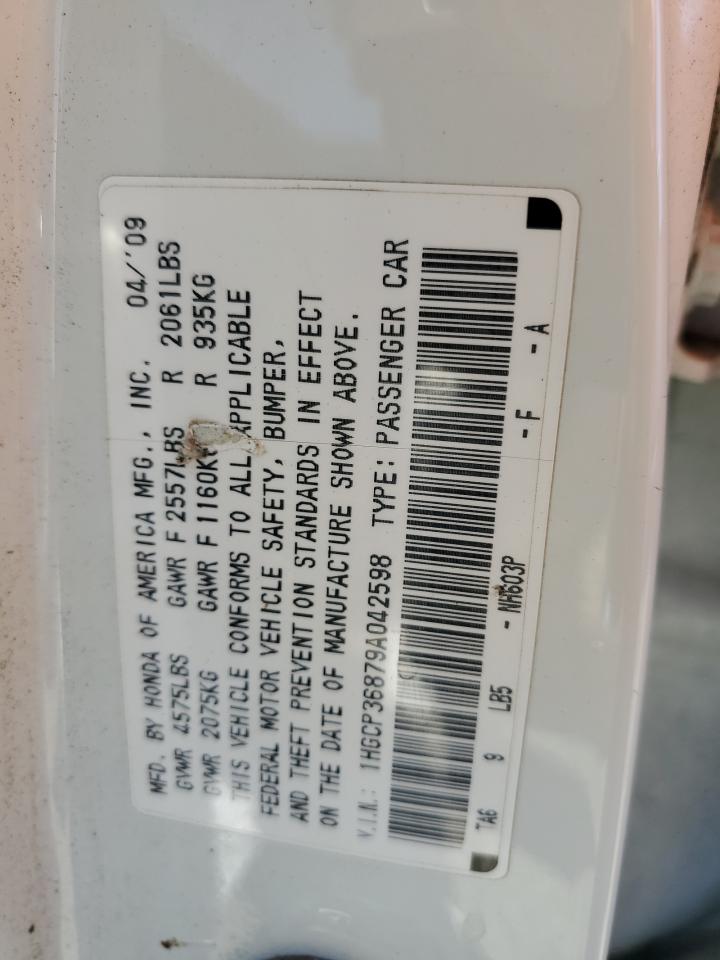 MFD. BY HONDA OF AMERICA MFG., INC. 04/'09
GVWR 4575LBS GAWR F 2557LBS R 2061LBS
GVWR 2075KG GAWR F 1160KG R 935KG
THIS VEHICLE CONFORMS TO ALL APPLICABLE
FEDERAL MOTOR VEHICLE SAFETY, BUMPER,
AND THEFT PREVENTION STANDARDS IN EFFECT
ON THE DATE OF MANUFACTURE SHOWN ABOVE.
V.I.N.: 1HGCP36879A042598 TYPE: PASSENGER CAR
TA6 9 LB5 - NH603P - F - A